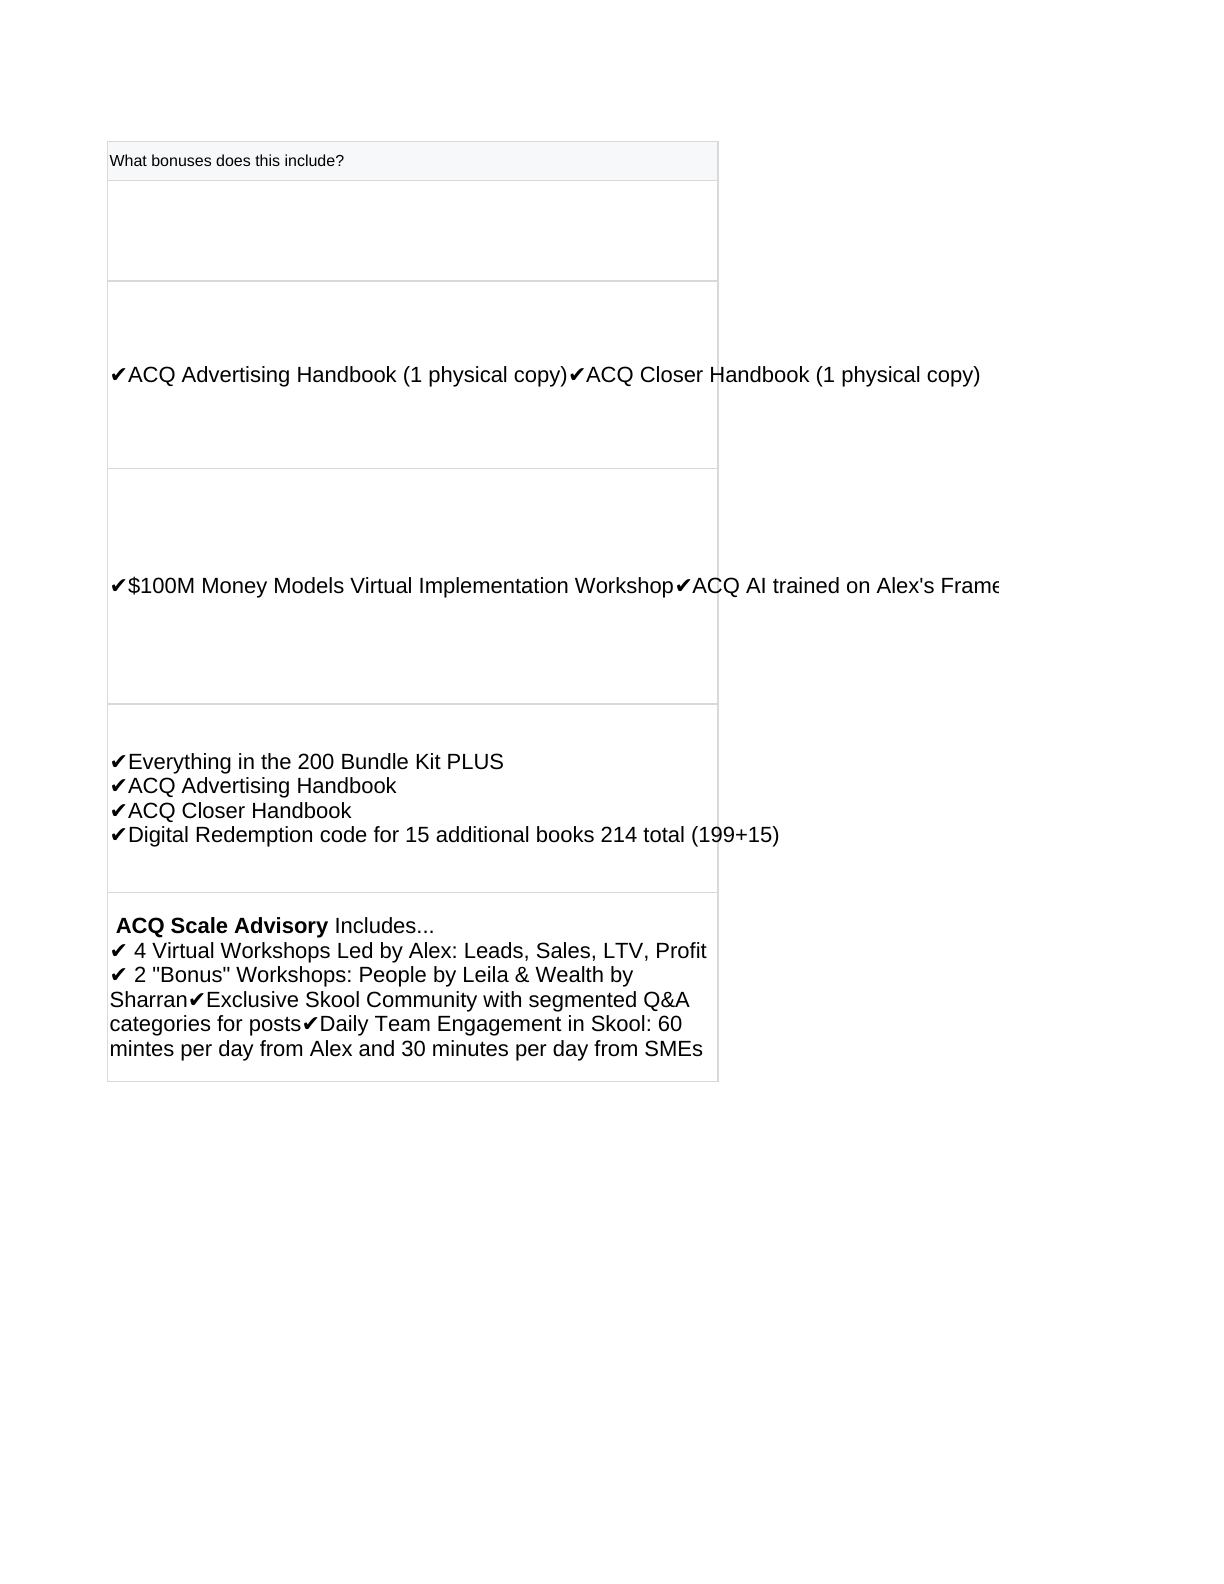 What bonuses does this include?
✔ACQ Advertising Handbook (1 physical copy)✔ACQ Closer Handbook (1 physical copy)
✔$100M Money Models Virtual Implementation Workshop✔ACQ AI trained on Alex's Frame
✔Everything in the 200 Bundle Kit PLUS
✔ACQ Advertising Handbook
✔ACQ Closer Handbook
✔Digital Redemption code for 15 additional books 214 total (199+15)
ACQ Scale Advisory Includes...
✔ 4 Virtual Workshops Led by Alex: Leads, Sales, LTV, Profit
✔ 2 "Bonus" Workshops: People by Leila & Wealth by
Sharran✔Exclusive Skool Community with segmented Q&A
categories for posts✔Daily Team Engagement in Skool: 60
mintes per day from Alex and 30 minutes per day from SMEs